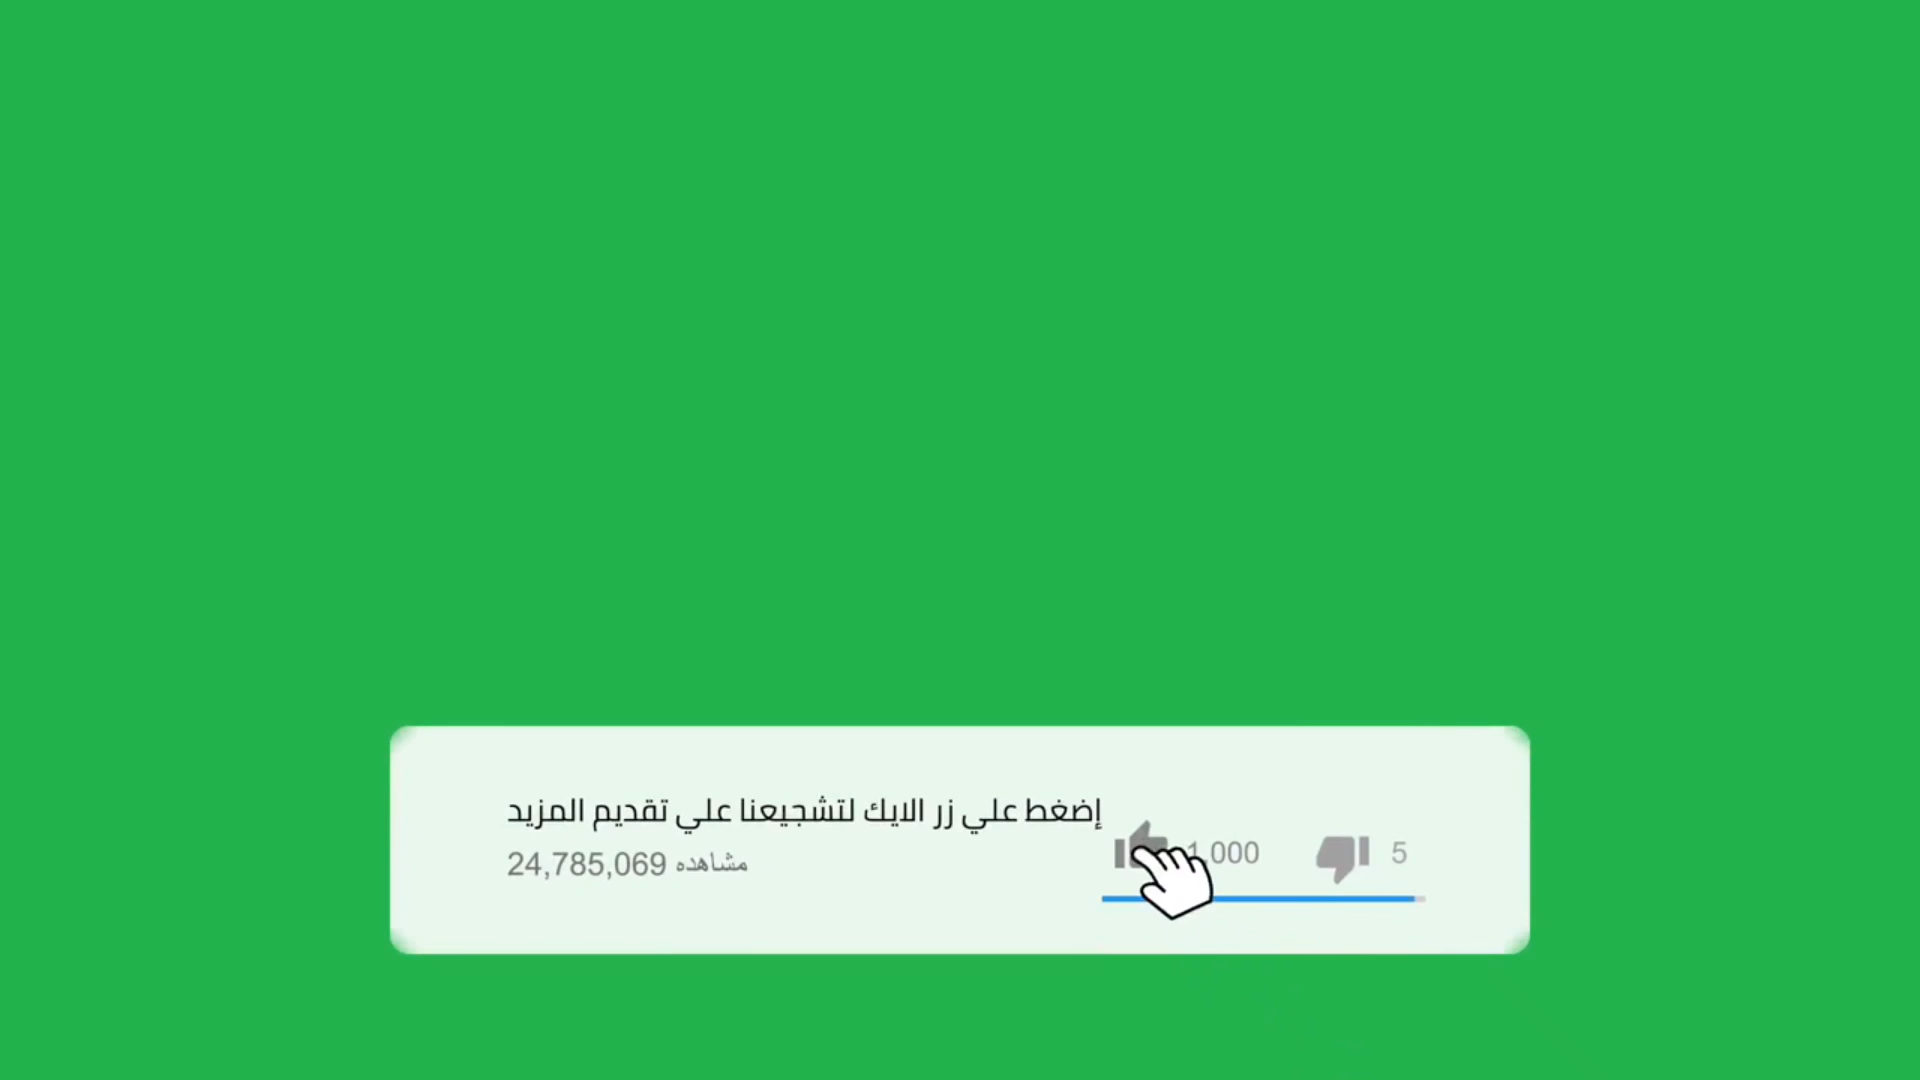 إضغط علي زر الايك لتشجيعنا علي تقديم المزيد
24,785,069 مشاهده
1,000
5